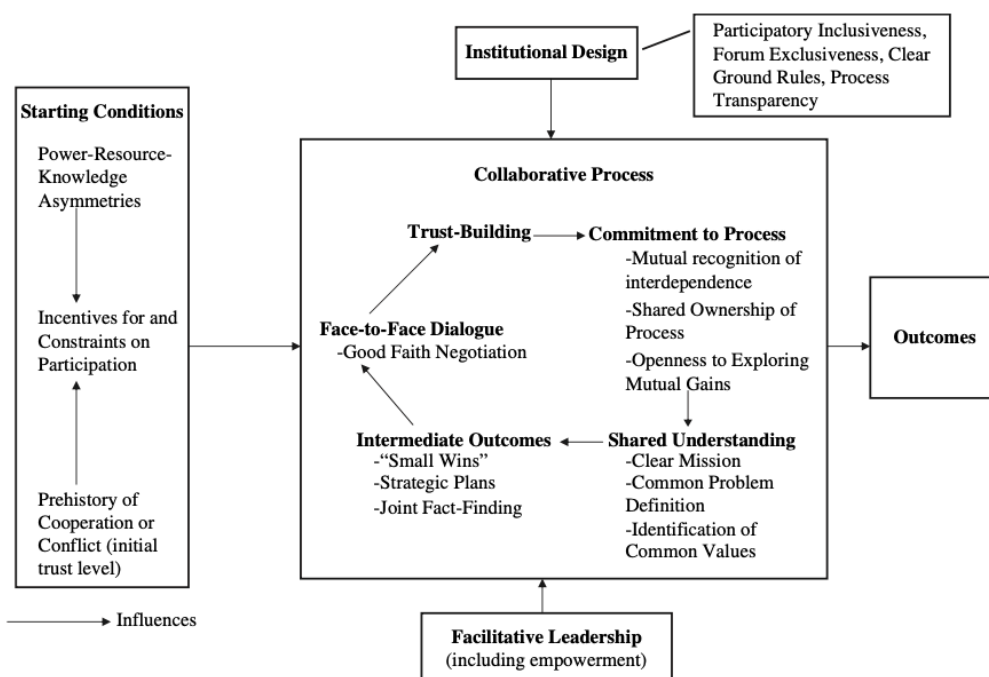 Institutional Design
Participatory Inclusiveness,
Forum Exclusiveness, Clear
Ground Rules, Process
Transparency
Starting Conditions
Power-Resource-
Knowledge
Asymmetries
Incentives for and
Constraints on
Participation
Prehistory of
Cooperation or
Conflict (initial
trust level)
Collaborative Process
Trust-Building
Commitment to Process
-Mutual recognition of
interdependence
-Shared Ownership of
Process
-Openness to Exploring
Mutual Gains
Face-to-Face Dialogue
-Good Faith Negotiation
Intermediate Outcomes
-“Small Wins”
-Strategic Plans
-Joint Fact-Finding
Shared Understanding
-Clear Mission
-Common Problem
Definition
-Identification of
Common Values
Outcomes
Influences
Facilitative Leadership
(including empowerment)